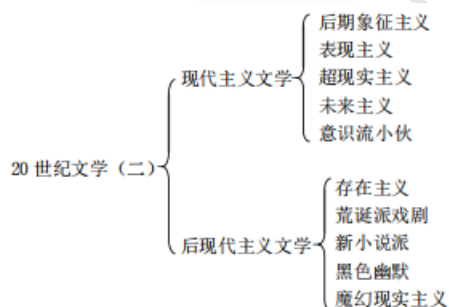 20 世纪文学（二）
现代主义文学
后期象征主义
表现主义
超现实主义
未来主义
意识流小伙
后现代主义文学
存在主义
荒诞派戏剧
新小说派
黑色幽默
魔幻现实主义